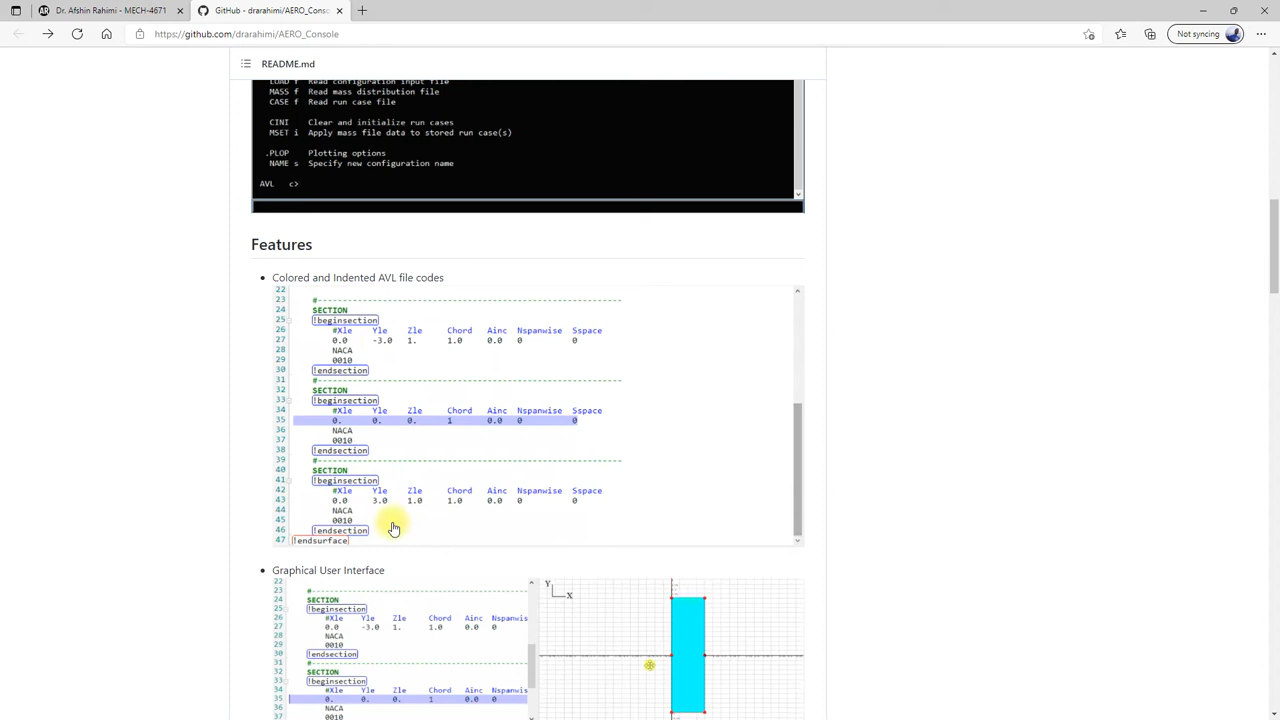 Dr. Afshin Rahimi - MECH-4671
GitHub - drarahimi/AERO_Conso
https://github.com/drarahimi/AERO_Console
Not syncing
README.md
LOAD f Read configuration input file
MASS f Read mass distribution file
CASE f Read run case file
CINI Clear and initialize run cases
MSET i Apply mass file data to stored run case(s)
.PLOP Plotting options
NAME s Specify new configuration name
AVL c>
Features
Colored and Indented AVL file codes
22
23 #--------------------------------------------------------------
24 SECTION
25 !beginsection
26 #Xle Yle Zle Chord Ainc Nspanwise Sspace
27 0.0 -3.0 1. 1.0 0.0 0 0
28 NACA
29 0010
30 !endsection
31 #--------------------------------------------------------------
32 SECTION
33 !beginsection
34 #Xle Yle Zle Chord Ainc Nspanwise Sspace
35 0. 0. 0. 1 0.0 0 0
36 NACA
37 0010
38 !endsection
39 #--------------------------------------------------------------
40 SECTION
41 !beginsection
42 #Xle Yle Zle Chord Ainc Nspanwise Sspace
43 0.0 3.0 1.0 1.0 0.0 0 0
44 NACA
45 0010
46 !endsection
47 !endsurface
Graphical User Interface
22
23 #--------------------------------------------
24 SECTION
25 !beginsection
26 #Xle Yle Zle Chord Ainc Nspanwis
27 0.0 -3.0 1. 1.0 0.0 0
28 NACA
29 0010
30 !endsection
31 #--------------------------------------------
32 SECTION
33 !beginsection
34 #Xle Yle Zle Chord Ainc Nspanwis
35 0. 0. 0. 1 0.0 0
36 NACA
37 0010
Y
X